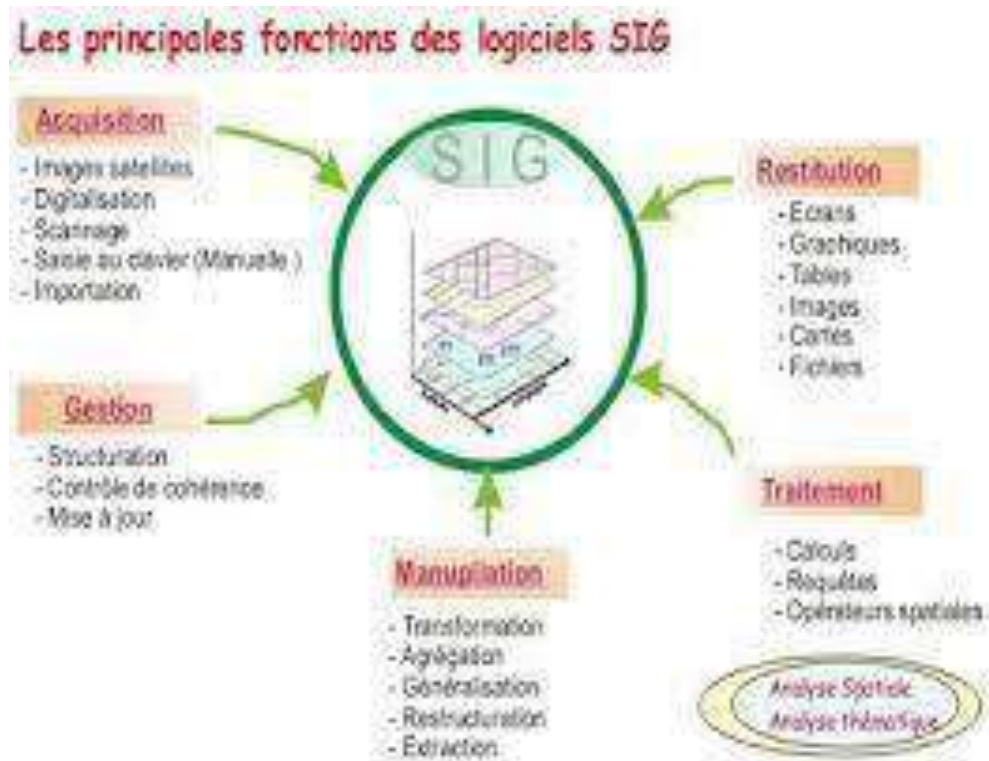 Les principales fonctions des logiciels SIG
Acquisition
- Images satellites
- Digitalisation
- Scannage
- Saisie au clavier (Manuelle )
- Importation
Gestion
- Structuration
- Contrôle de cohérence
- Mise à jour
SIG
Manupilation
- Transformation
- Agrégation
- Généralisation
- Restructuration
- Extraction
Restitution
- Ecrans
- Graphiques
- Tables
- Images
- Cartes
- Fichiers
Traitement
- Calculs
- Requêtes
- Opérateurs spatiales
Analyse Spatiale
Analyse thématique